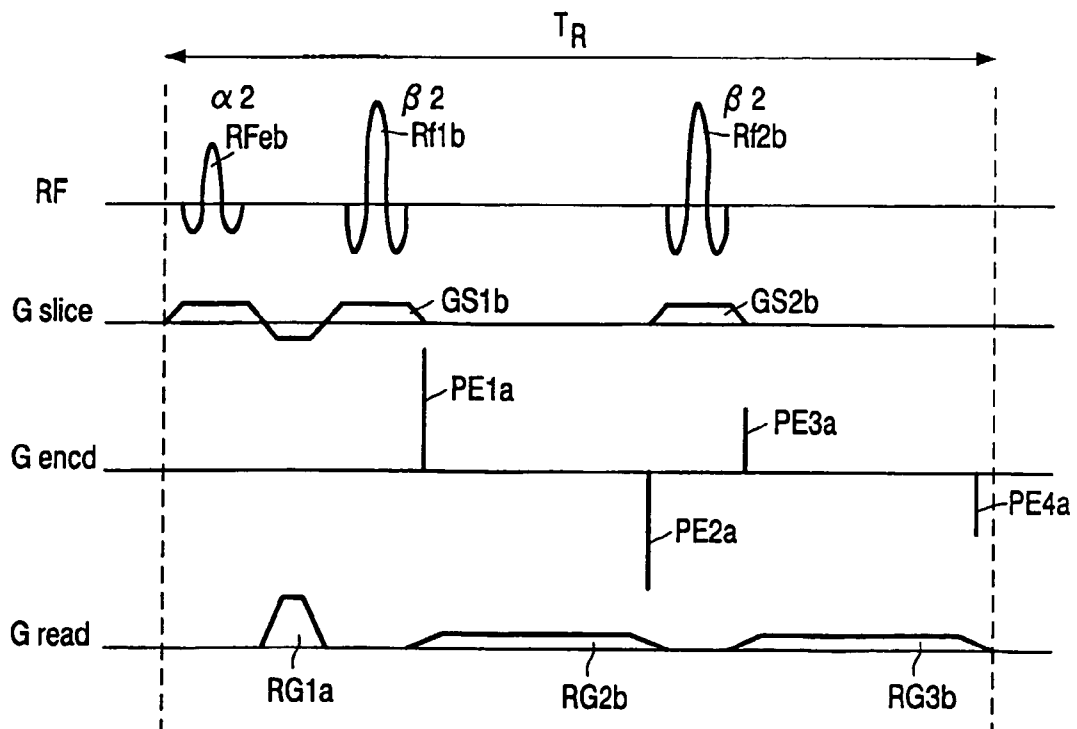 TR
α2
β2
β2
RFeb
Rf1b
Rf2b
RF
G slice
GS1b
GS2b
PE1a
PE3a
G encd
PE2a
PE4a
G read
RG1a
RG2b
RG3b